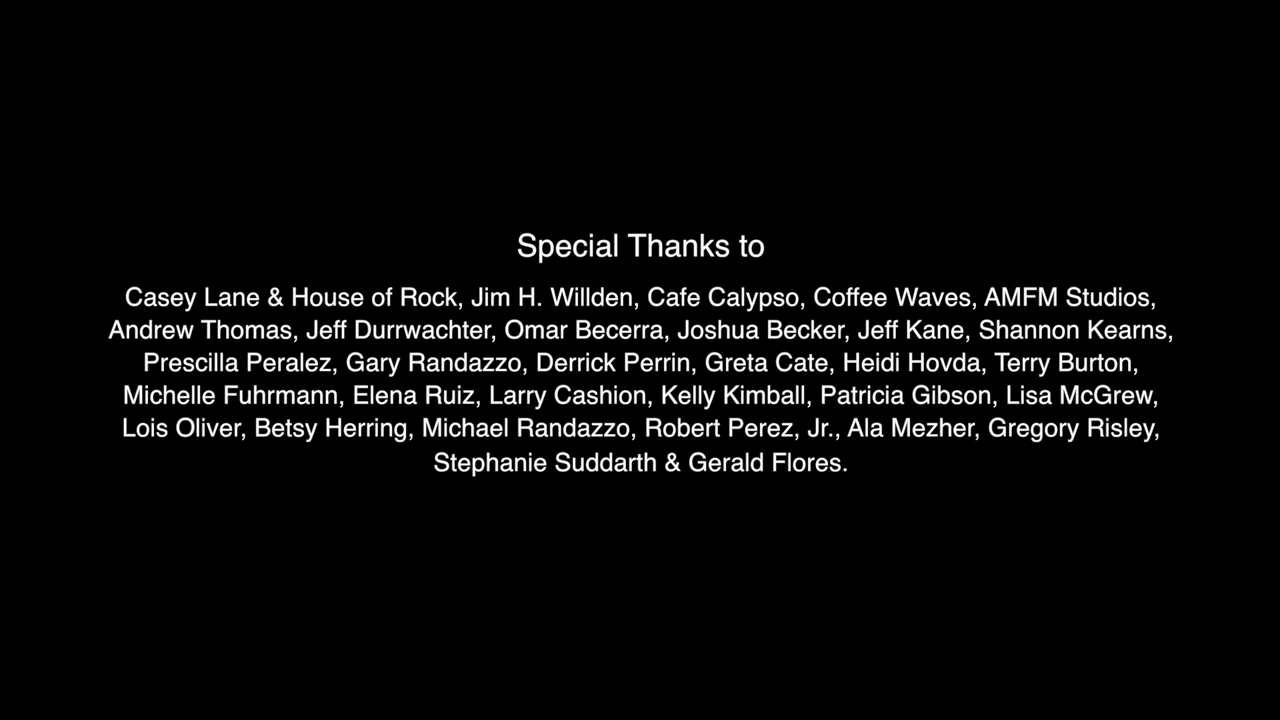 Special Thanks to
Casey Lane & House of Rock, Jim H. Willden, Cafe Calypso, Coffee Waves, AMFM Studios,
Andrew Thomas, Jeff Durrwachter, Omar Becerra, Joshua Becker, Jeff Kane, Shannon Kearns,
Prescilla Peralez, Gary Randazzo, Derrick Perrin, Greta Cate, Heidi Hovda, Terry Burton,
Michelle Fuhrmann, Elena Ruiz, Larry Cashion, Kelly Kimball, Patricia Gibson, Lisa McGrew,
Lois Oliver, Betsy Herring, Michael Randazzo, Robert Perez, Jr., Ala Mezher, Gregory Risley,
Stephanie Suddarth & Gerald Flores.